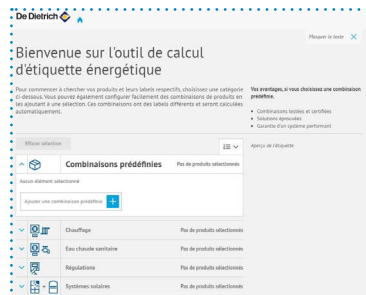 De Dietrich
Masquer le texte
Bienvenue sur l'outil de calcul
d'étiquette énergétique
Pour commencer à chercher vos produits et leurs labels respectifs, choisissez une catégorie
ci-dessous. Vous pouvez également configurer facilement des combinaisons de produits en
les ajoutant à une sélection. Ces combinaisons ont des labels différents et seront calculées
automatiquement.
Vos avantages, si vous choisissez une combinaison
prédéfinie.
• Combinaisons testées et certifiées
• Solutions éprouvées
• Garantie d'un système performant
Effacer sélection
Aperçu de l'étiquette
Combinaisons prédéfinies Pas de produits sélectionnés
Aucun élément sélectionné
Ajouter une combinaison prédéfinie +
Chauffage Pas de produits sélectionnés
Eau chaude sanitaire Pas de produits sélectionnés
Régulations Pas de produits sélectionnés
Systèmes solaires Pas de produits sélectionnés